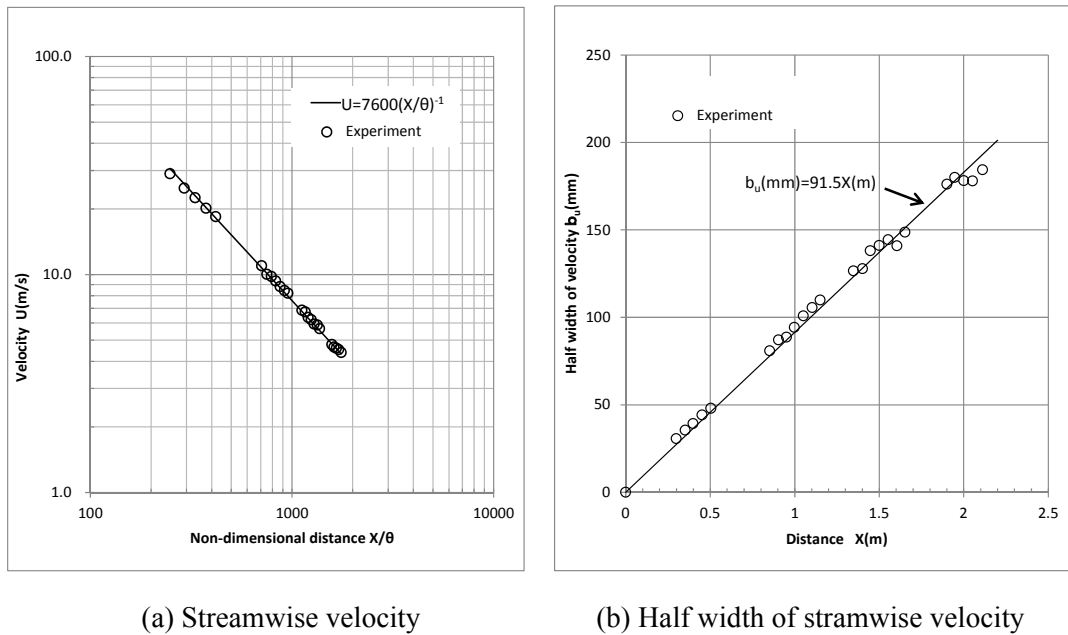 100.0
10.0
1.0
100
1000
10000
Velocity U(m/s)
Non-dimensional distance X/θ
U=7600(X/θ)⁻¹
Experiment
250
200
150
100
50
0
0
0.5
1
1.5
2
2.5
Half width of velocity bᵤ(mm)
Distance X(m)
Experiment
bᵤ(mm)=91.5X(m)
(a) Streamwise velocity
(b) Half width of stramwise velocity